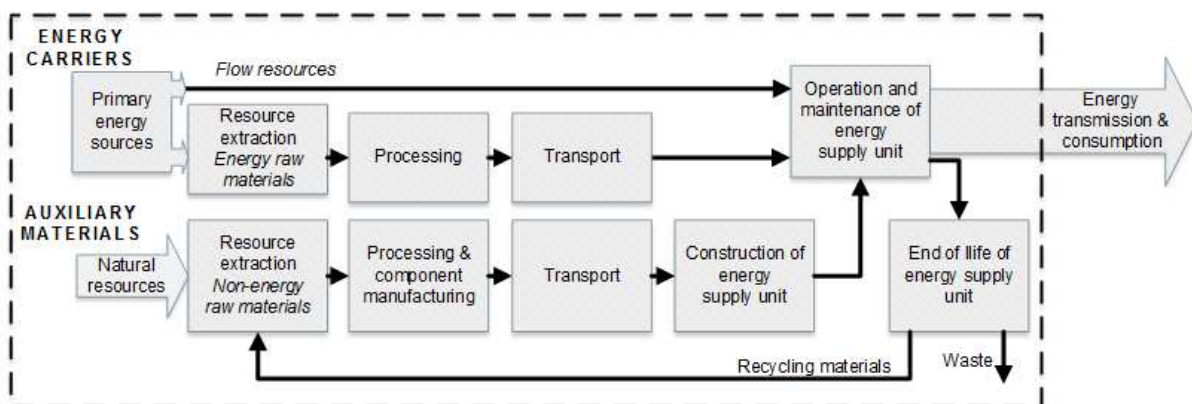 ENERGY
CARRIERS
Flow resources
Primary
energy
sources
Resource
extraction
Energy raw
materials
Processing
Transport
Operation and
maintenance of
energy
supply unit
Energy
transmission &
consumption
AUXILIARY
MATERIALS
Natural
resources
Resource
extraction
Non-energy
raw materials
Processing &
component
manufacturing
Transport
Construction of
energy
supply unit
End of llife of
energy supply
unit
Recycling materials
Waste